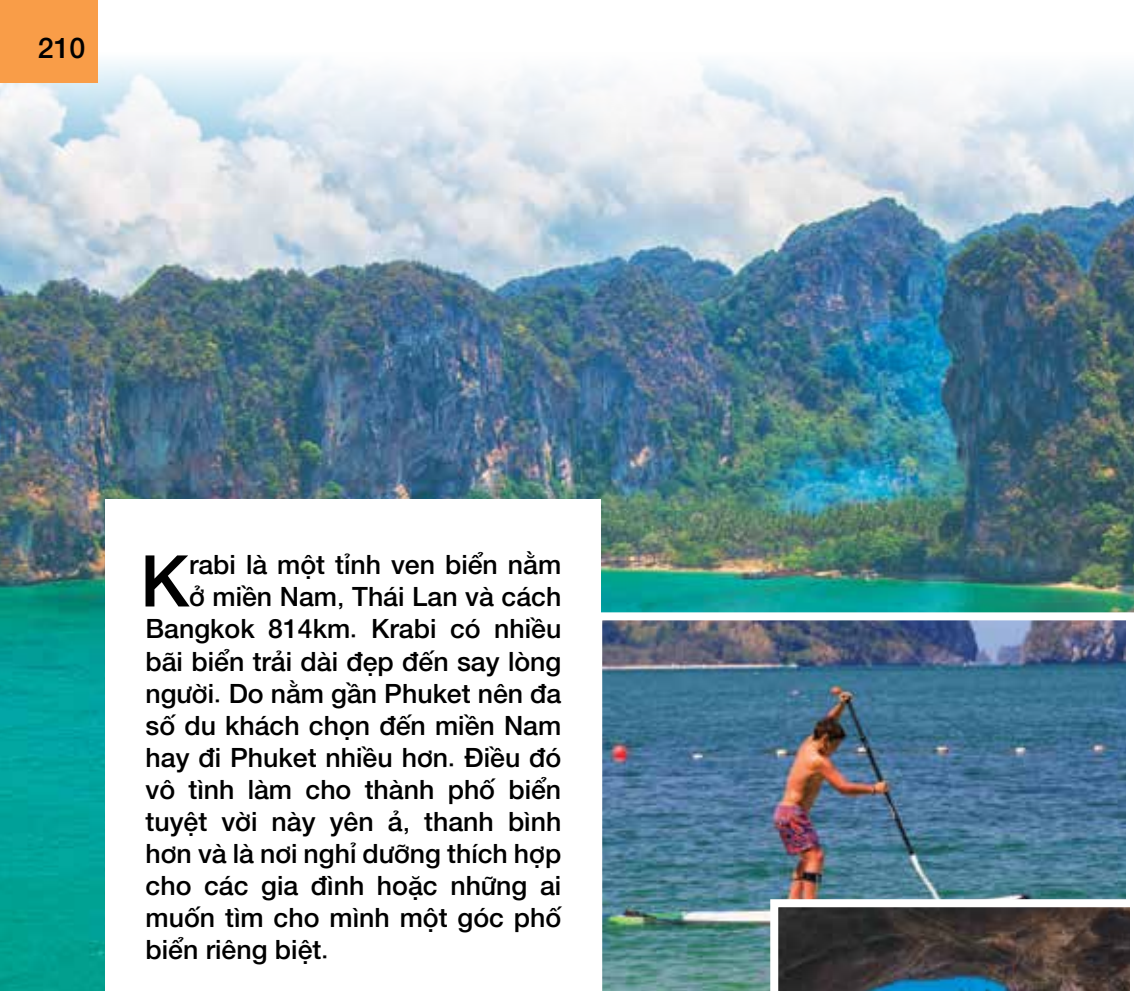 210
Krabi là một tỉnh ven biển nằm
ở miền Nam, Thái Lan và cách
Bangkok 814km. Krabi có nhiều
bãi biển trải dài đẹp đến say lòng
người. Do nằm gần Phuket nên đa
số du khách chọn đến miền Nam
hay đi Phuket nhiều hơn. Điều đó
vô tình làm cho thành phố biển
tuyệt vời này yên ả, thanh bình
hơn và là nơi nghỉ dưỡng thích hợp
cho các gia đình hoặc những ai
muốn tìm cho mình một góc phố
biển riêng biệt.